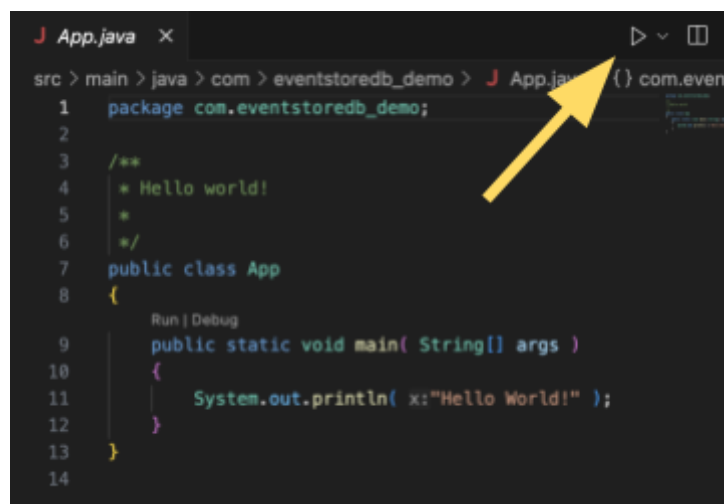 J App.java ×
src > main > java > com > eventstoredb_demo > J App.jav {} com.even
1 package com.eventstoredb_demo;
2
3 /**
4 * Hello world!
5 *
6 */
7 public class App
8 {
Run | Debug
9 public static void main( String[] args )
10 {
11 System.out.println( x:"Hello World!" );
12 }
13 }
14